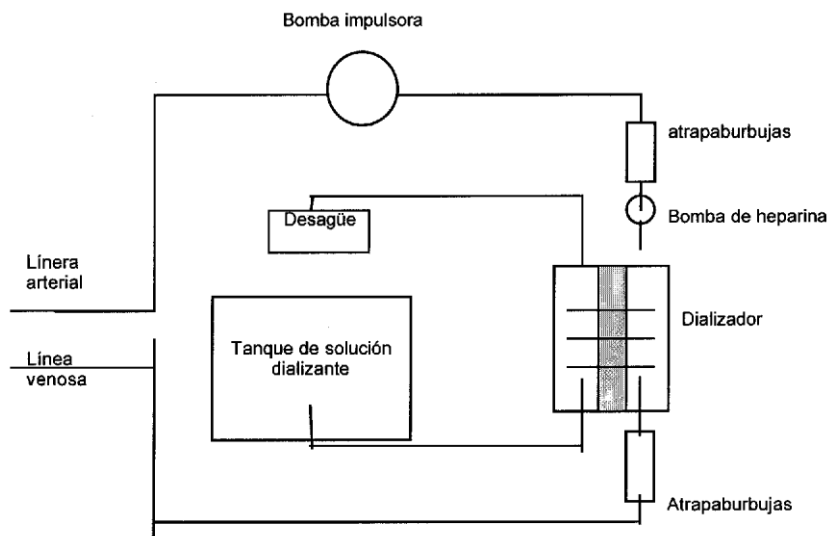 Bomba impulsora
atrapaburbujas
Bomba de heparina
Desagüe
Línera
arterial
Dializador
Tanque de solución
dializante
Línea
venosa
Atrapaburbujas